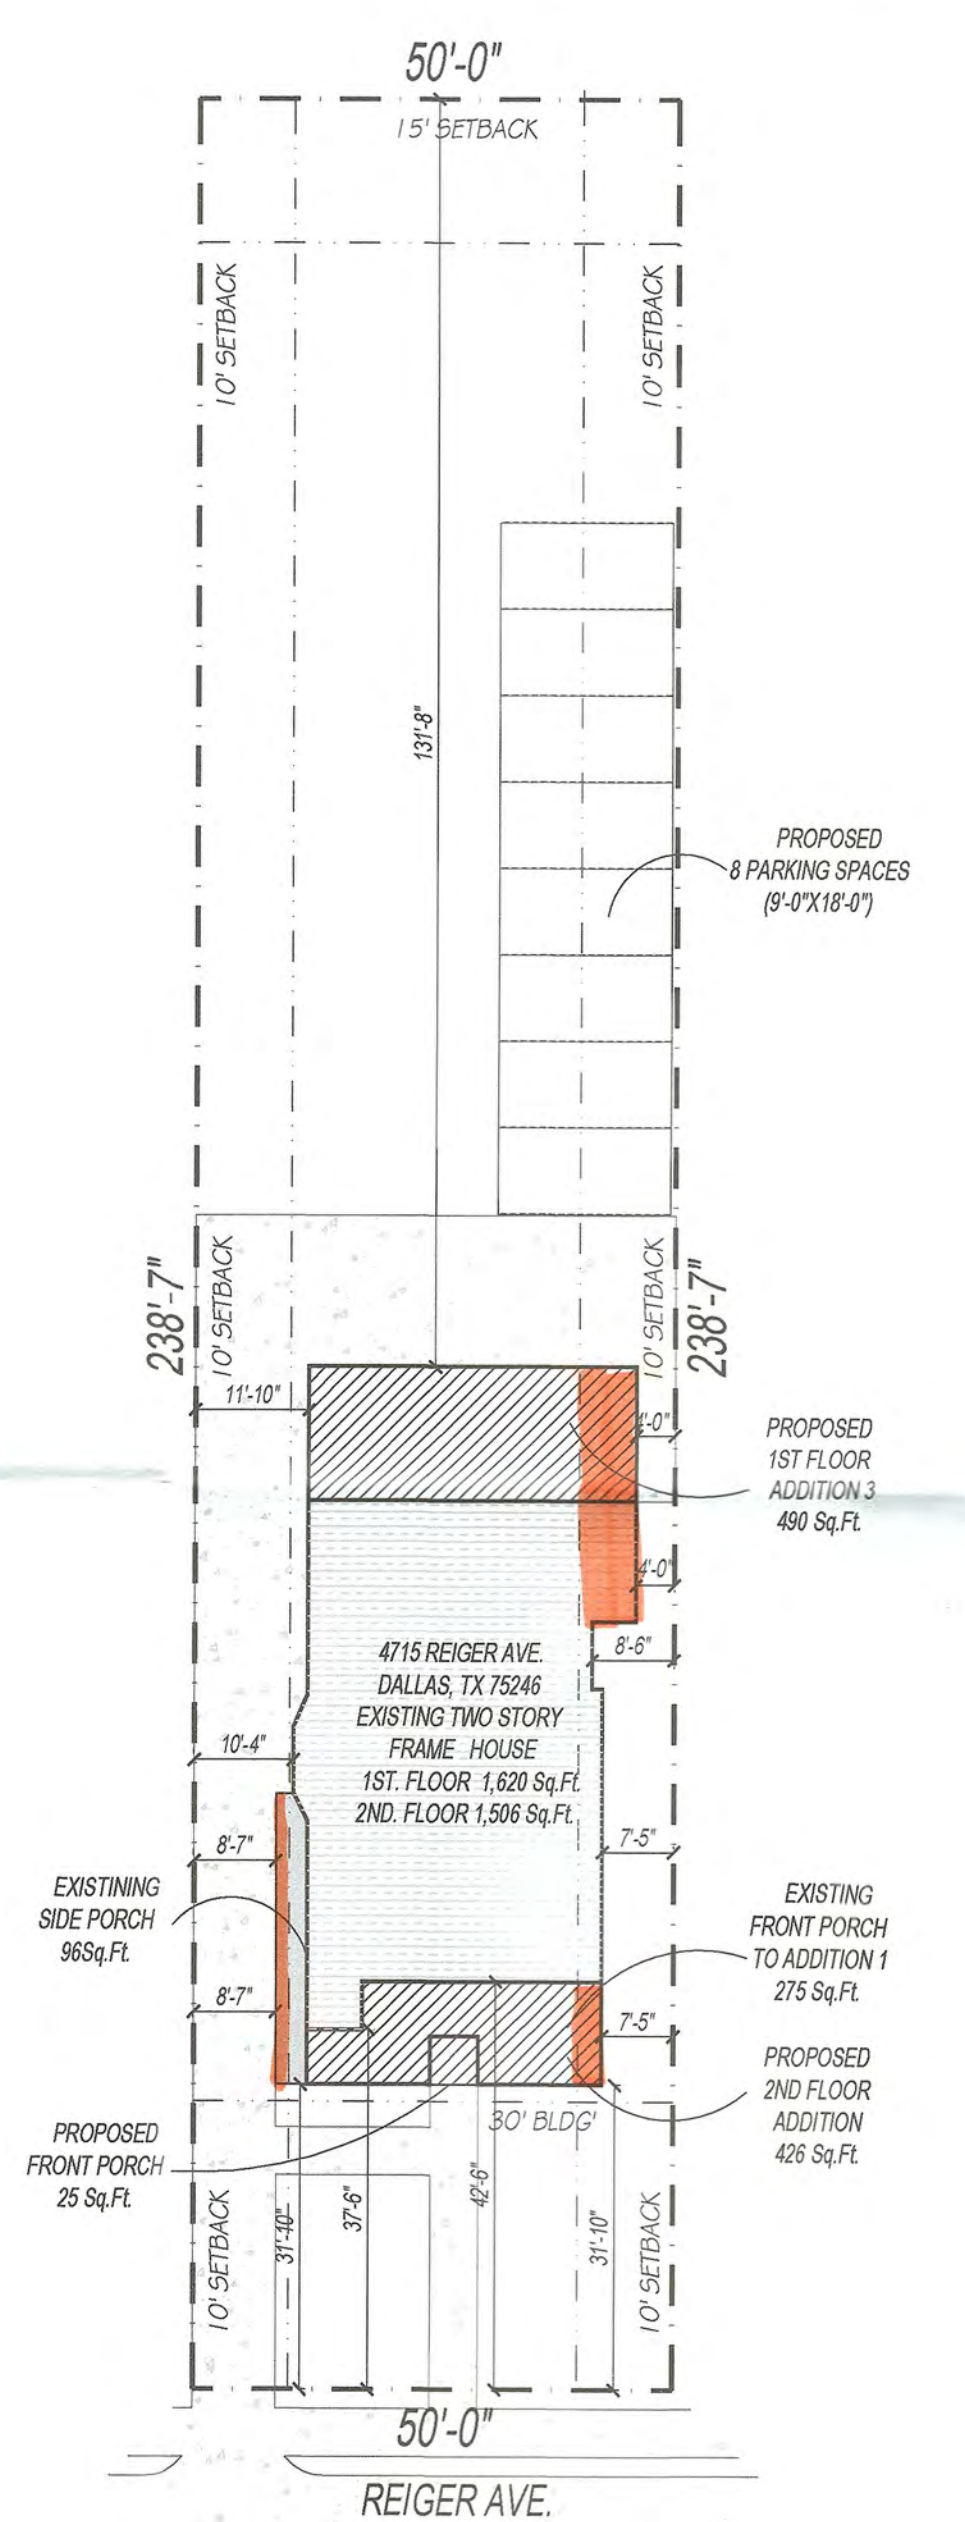 50'-0"
15' SETBACK
10' SETBACK
10' SETBACK
131'-8"
PROPOSED
8 PARKING SPACES
(9'-0"X18'-0")
238'-7"
10' SETBACK
10' SETBACK
238'-7"
11'-10"
4'-0"
PROPOSED
1ST FLOOR
ADDITION 3
490 Sq.Ft.
4'-0"
8'-6"
4715 REIGER AVE.
DALLAS, TX 75246
EXISTING TWO STORY
FRAME HOUSE
1ST. FLOOR 1,620 Sq.Ft.
2ND. FLOOR 1,506 Sq.Ft.
10'-4"
8'-7"
7'-5"
EXISTINING
SIDE PORCH
96Sq.Ft.
EXISTING
FRONT PORCH
TO ADDITION 1
275 Sq.Ft.
8'-7"
7'-5"
PROPOSED
2ND FLOOR
ADDITION
426 Sq.Ft.
30' BLDG'
PROPOSED
FRONT PORCH
25 Sq.Ft.
10' SETBACK
31'-10"
37'-6"
42'-6"
31'-10"
10' SETBACK
50'-0"
REIGER AVE.